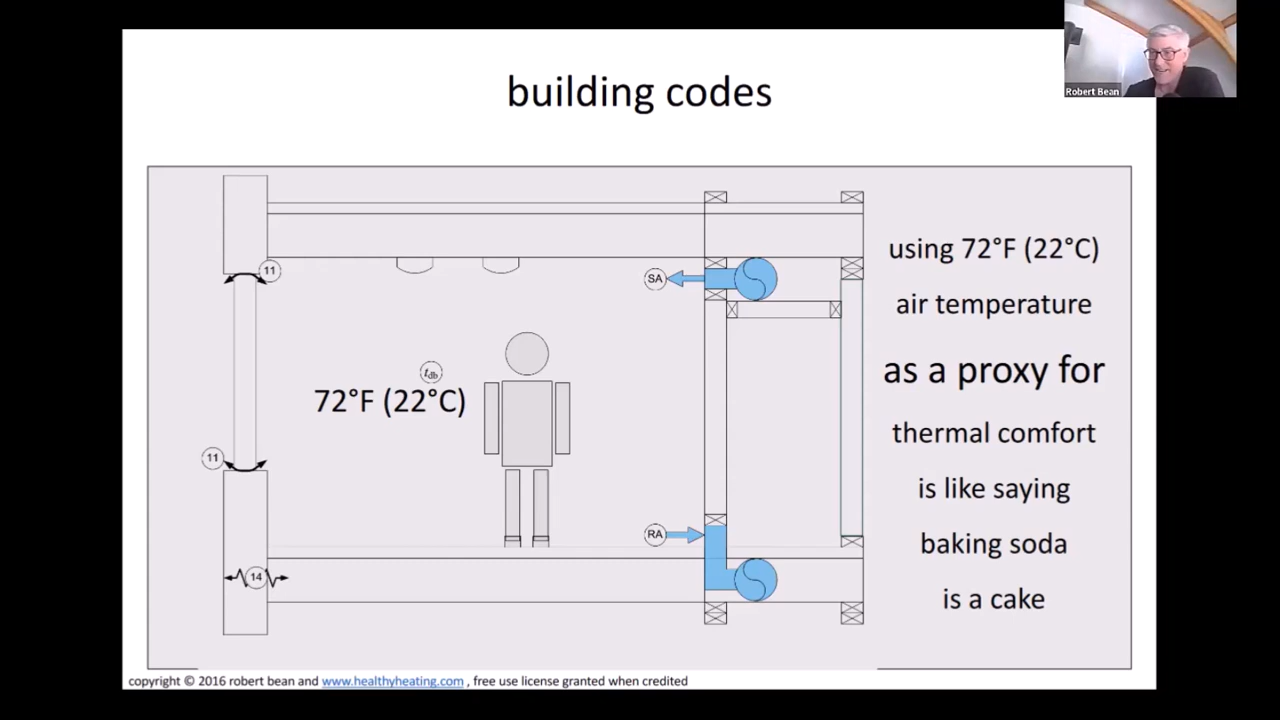 building codes
Robert Bean
11
SA
using 72°F (22°C)
air temperature
tdb
72°F (22°C)
as a proxy for
thermal comfort
11
is like saying
RA
baking soda
14
is a cake
copyright © 2016 robert bean and www.healthyheating.com , free use license granted when credited